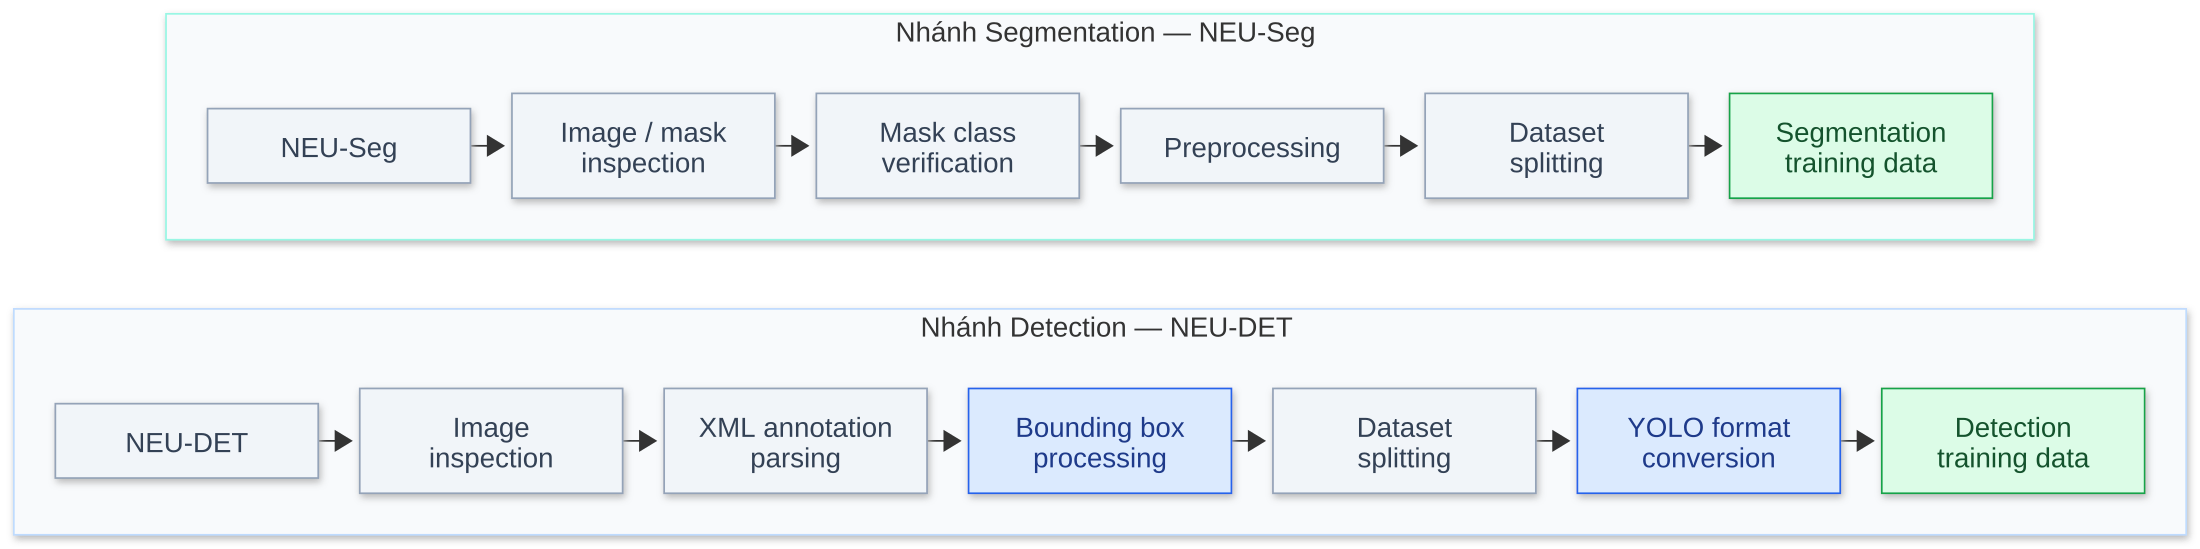 Nhánh Segmentation — NEU-Seg
NEU-Seg
Image / mask
inspection
Mask class
verification
Preprocessing
Dataset
splitting
Segmentation
training data
Nhánh Detection — NEU-DET
NEU-DET
Image
inspection
XML annotation
parsing
Bounding box
processing
Dataset
splitting
YOLO format
conversion
Detection
training data